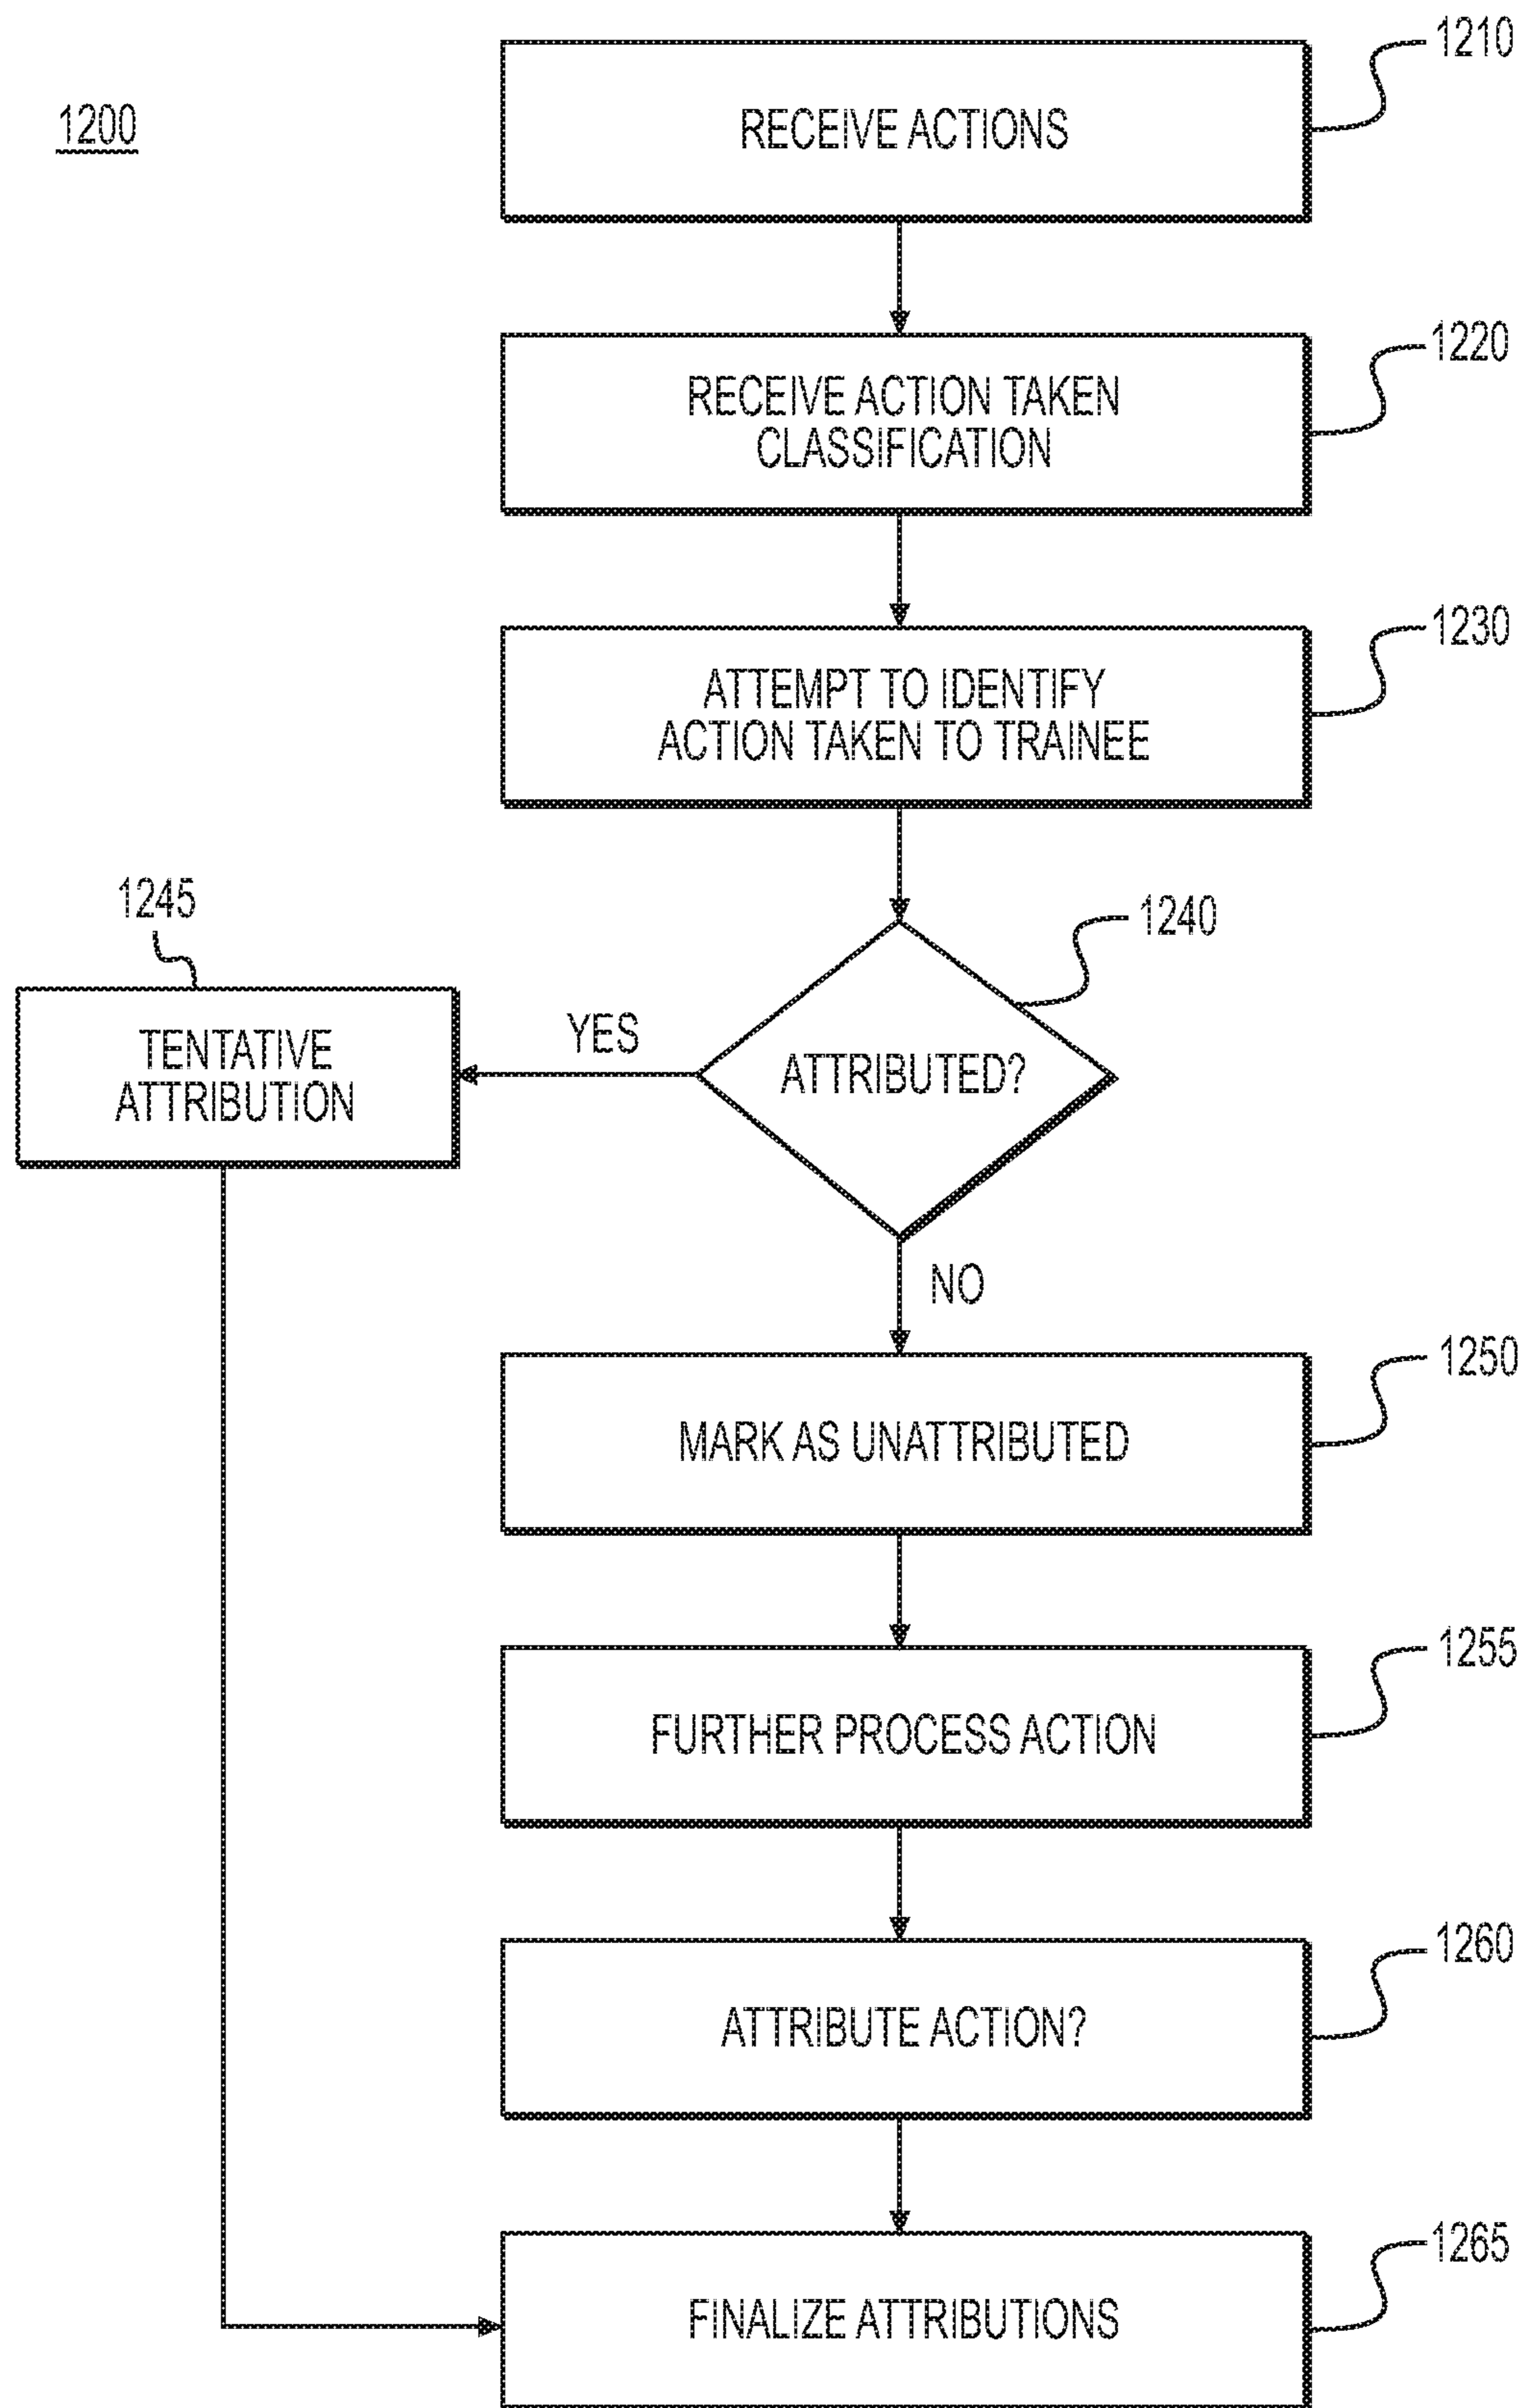 1210
1200
RECEIVE ACTIONS
1220
RECEIVE ACTION TAKEN
CLASSIFICATION
1230
ATTEMPT TO IDENTIFY
ACTION TAKEN TO TRAINEE
1245
1240
YES
TENTATIVE
ATTRIBUTION
ATTRIBUTED?
NO
1250
MARK AS UNATTRIBUTED
1255
FURTHER PROCESS ACTION
1260
ATTRIBUTE ACTION?
1265
FINALIZE ATTRIBUTIONS